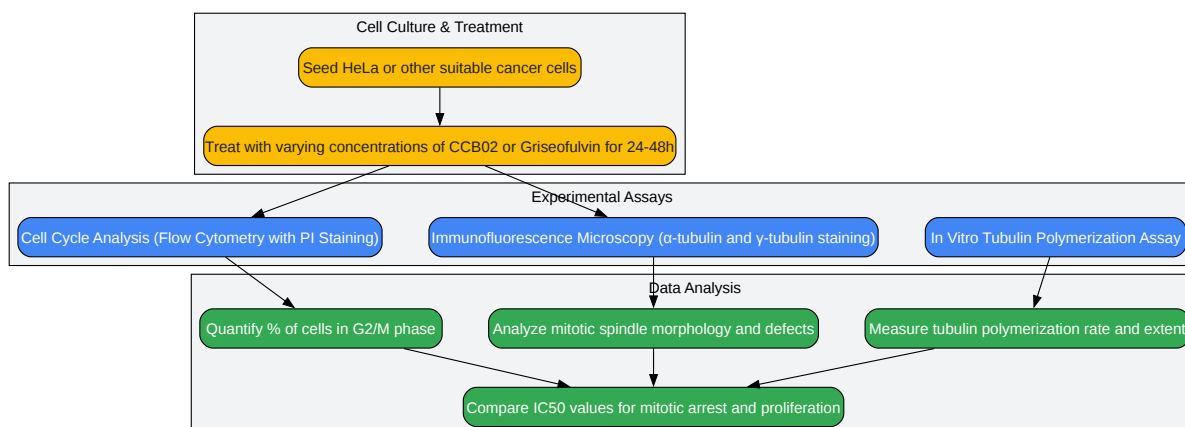 Cell Culture & Treatment
Seed HeLa or other suitable cancer cells
Treat with varying concentrations of CCB02 or Griseofulvin for 24-48h
Experimental Assays
Cell Cycle Analysis (Flow Cytometry with PI Staining)
Immunofluorescence Microscopy (α-tubulin and γ-tubulin staining)
In Vitro Tubulin Polymerization Assay
Data Analysis
Quantify % of cells in G2/M phase
Analyze mitotic spindle morphology and defects
Measure tubulin polymerization rate and extent
Compare IC50 values for mitotic arrest and proliferation